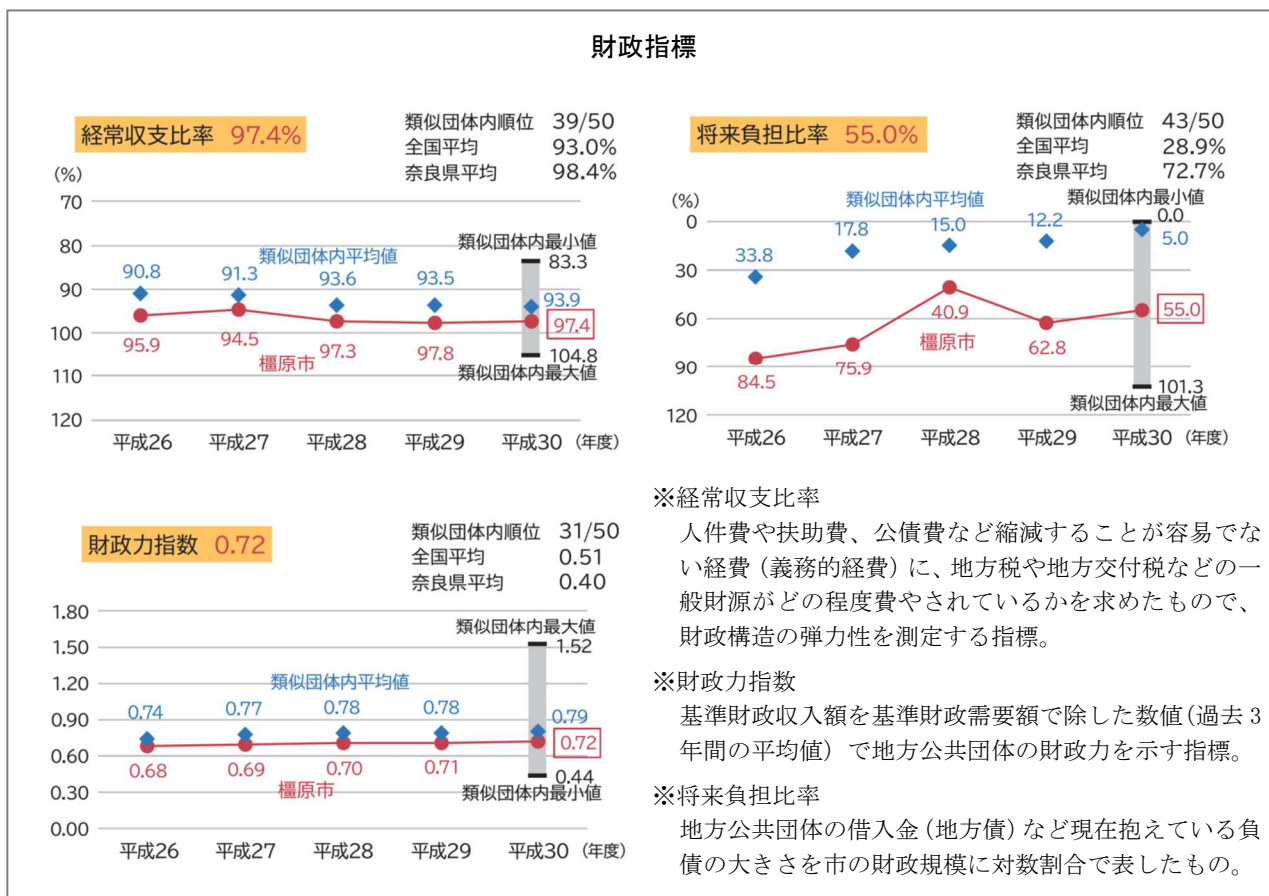 財政指標
経常収支比率 97.4%
類似団体内順位 39/50
全国平均 93.0%
奈良県平均 98.4%
(%)
70
80
90
100
110
120
類似団体内平均値
90.8
91.3
93.6
93.5
93.9
95.9
94.5
97.3
97.8
97.4
橿原市
類似団体内最小値
83.3
104.8
類似団体内最大値
平成26 平成27 平成28 平成29 平成30 (年度)
将来負担比率 55.0%
類似団体内順位 43/50
全国平均 28.9%
奈良県平均 72.7%
(%)
0
30
60
90
120
類似団体内平均値
33.8
17.8
15.0
12.2
5.0
84.5
75.9
40.9
62.8
55.0
橿原市
類似団体内最小値
0.0
101.3
類似団体内最大値
平成26 平成27 平成28 平成29 平成30 (年度)
財政力指数 0.72
類似団体内順位 31/50
全国平均 0.51
奈良県平均 0.40
1.80
1.50
1.20
0.90
0.60
0.30
0.00
類似団体内平均値
0.74
0.77
0.78
0.78
0.79
0.68
0.69
0.70
0.71
0.72
橿原市
類似団体内最大値
1.52
0.44
類似団体内最小値
平成26 平成27 平成28 平成29 平成30 (年度)
※経常収支比率
人件費や扶助費、公債費など縮減することが容易でな
い経費(義務的経費)に、地方税や地方交付税などの一
般財源がどの程度費やされているかを求めたもので、
財政構造の弾力性を測定する指標。
※財政力指数
基準財政収入額を基準財政需要額で除した数値(過去3
年間の平均値)で地方公共団体の財政力を示す指標。
※将来負担比率
地方公共団体の借入金(地方債)など現在抱えている負
債の大きさを市の財政規模に対数割合で表したもの。